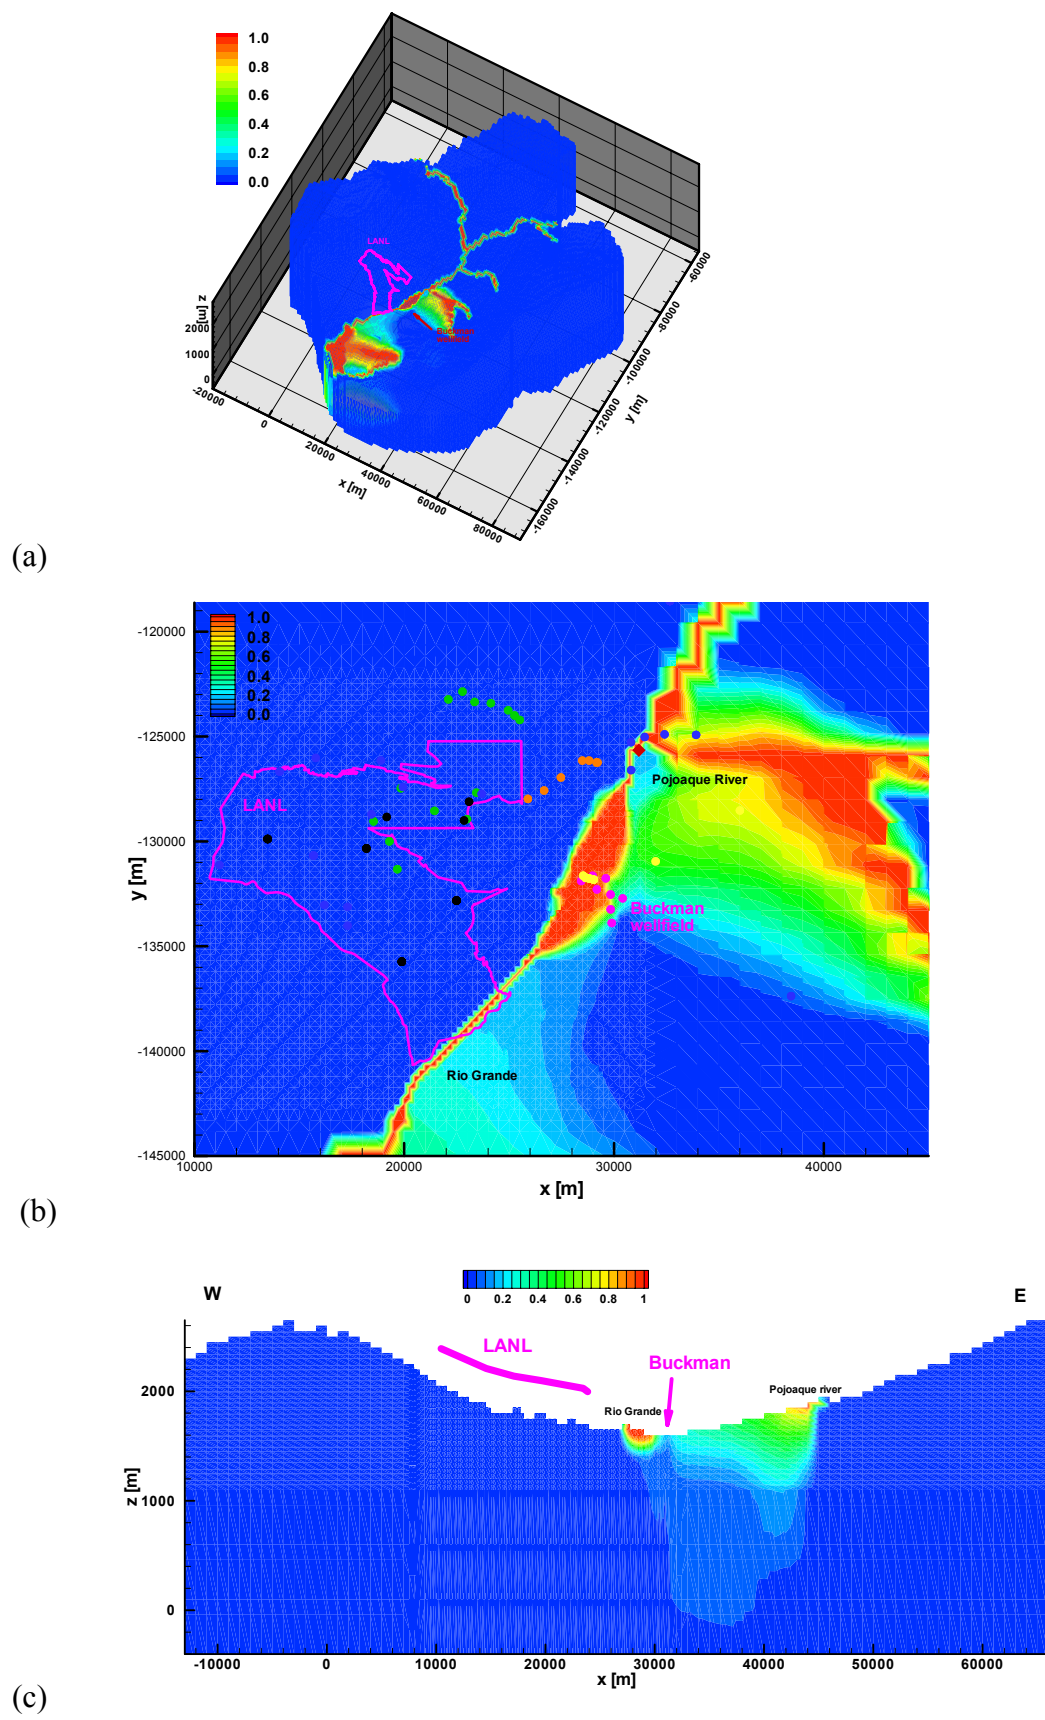 1.0
0.8
0.6
0.4
0.2
0.0
LANL
Buckman
wellfield
z [m]
2000
1000
0
-20000
0
20000
40000
60000
80000
x [m]
-60000
-80000
-100000
-120000
-140000
-160000
y [m]
(a)
1.0
0.8
0.6
0.4
0.2
0.0
-120000
-125000
-130000
-135000
-140000
-145000
y [m]
LANL
Pojoaque River
Buckman
wellfield
Rio Grande
10000 20000 30000 40000
x [m]
(b)
0 0.2 0.4 0.6 0.8 1
W E
LANL
Buckman
Pojoaque river
Rio Grande
2000
1000
0
z [m]
-10000 0 10000 20000 30000 40000 50000 60000
x [m]
(c)